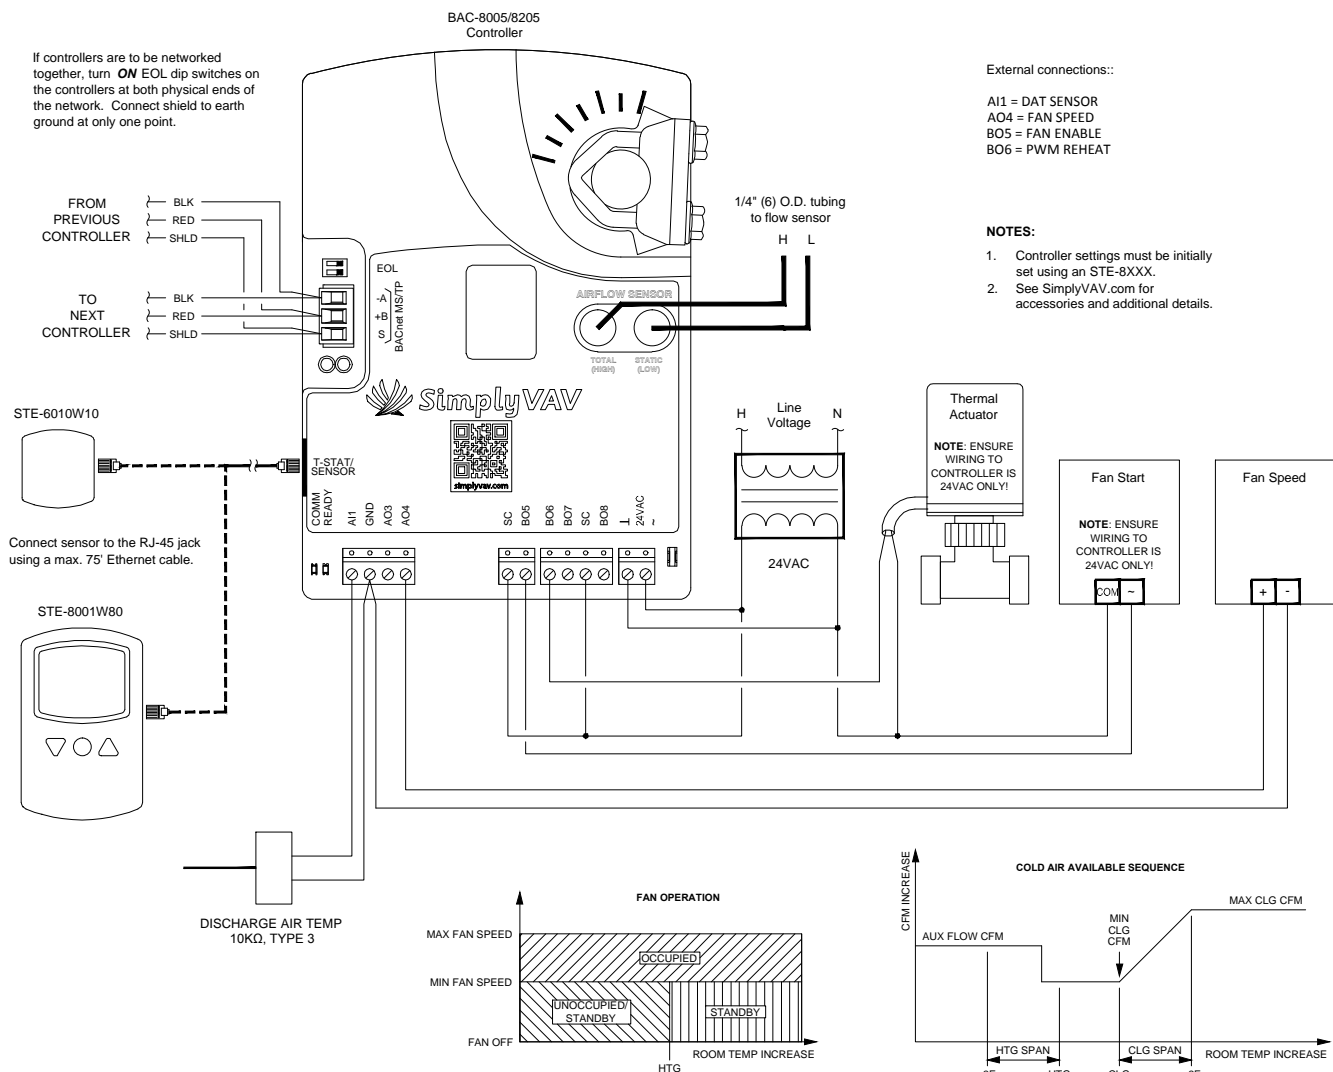 BAC-8005/8205
Controller
If controllers are to be networked
together, turn ON EOL dip switches on
the controllers at both physical ends of
the network. Connect shield to earth
ground at only one point.
External connections::
AI1 = DAT SENSOR
AO4 = FAN SPEED
BO5 = FAN ENABLE
BO6 = PWM REHEAT
NOTES:
1. Controller settings must be initially
set using an STE-8XXX.
2. See SimplyVAV.com for
accessories and additional details.
1/4" (6) O.D. tubing
to flow sensor
H L
FROM
PREVIOUS
CONTROLLER
BLK
RED
SHLD
TO
NEXT
CONTROLLER
BLK
RED
SHLD
EOL
-A
+B
S
BACnet MS/TP
AIRFLOW SENSOR
TOTAL
(HIGH)
STATIC
(LOW)
SimplyVAV
simplyvav.com
STE-6010W10
T-STAT/
SENSOR
COMM
READY
AI1
GND
AO3
AO4
SC
BO5
BO6
BO7
SC
BO8
⊥
24VAC
~
Connect sensor to the RJ-45 jack
using a max. 75' Ethernet cable.
STE-8001W80
H Line N
Voltage
24VAC
Thermal
Actuator
NOTE: ENSURE
WIRING TO
CONTROLLER IS
24VAC ONLY!
Fan Start
NOTE: ENSURE
WIRING TO
CONTROLLER IS
24VAC ONLY!
COM ~
Fan Speed
+ -
DISCHARGE AIR TEMP
10KΩ, TYPE 3
FAN OPERATION
MAX FAN SPEED
OCCUPIED
MIN FAN SPEED
UNOCCUPIED/
STANDBY
STANDBY
FAN OFF
ROOM TEMP INCREASE
HTG
COLD AIR AVAILABLE SEQUENCE
CFM INCREASE
AUX FLOW CFM
MIN
CLG
CFM
MAX CLG CFM
HTG SPAN
CLG SPAN
ROOM TEMP INCREASE